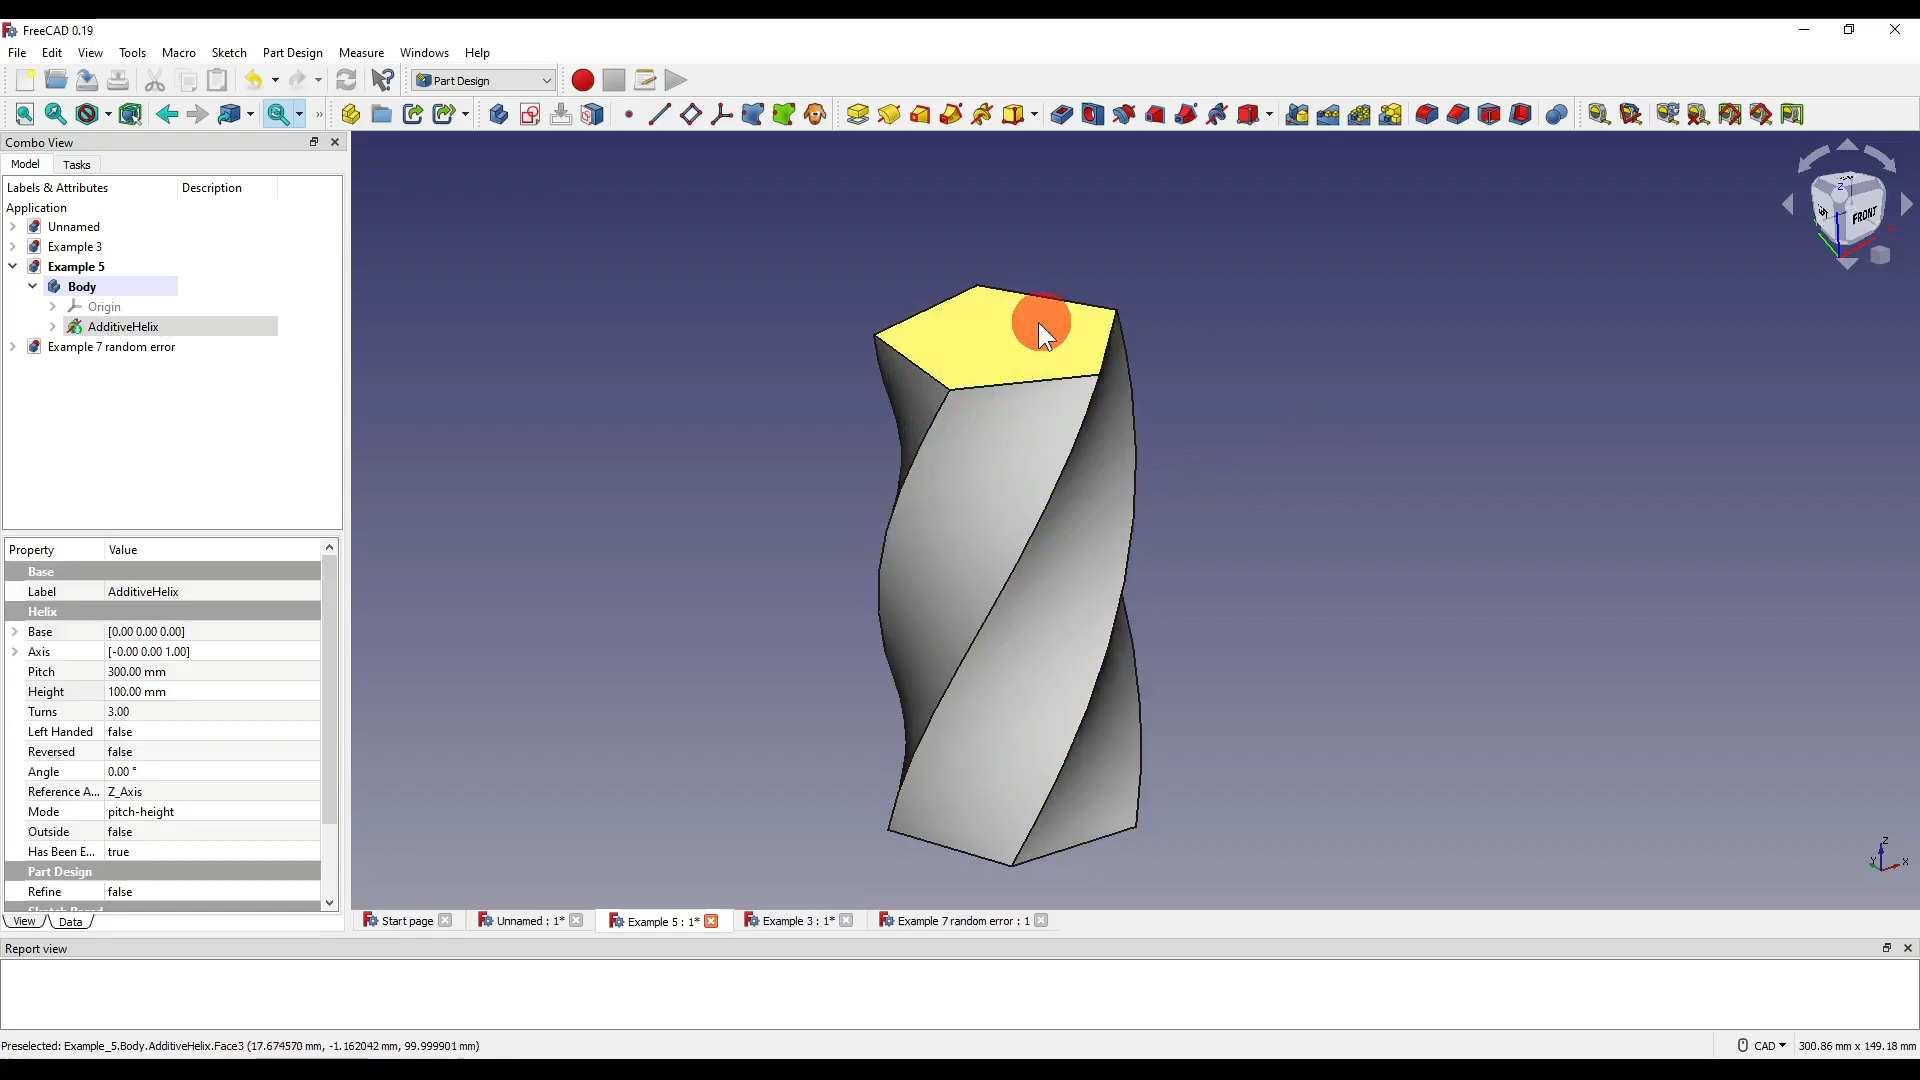 FreeCAD 0.19
File Edit View Tools Macro Sketch Part Design Measure Windows Help
Part Design
Combo View
Model Tasks
Labels & Attributes Description
Application
Unnamed
Example 3
Example 5
Body
Origin
AdditiveHelix
Example 7 random error
Property Value
Base
Label AdditiveHelix
Helix
Base [0.00 0.00 0.00]
Axis [-0.00 0.00 1.00]
Pitch 300.00 mm
Height 100.00 mm
Turns 3.00
Left Handed false
Reversed false
Angle 0.00 °
Reference A... Z_Axis
Mode pitch-height
Outside false
Has Been E... true
Part Design
Refine false
View Data
Z
FRONT
Z
Y X
Start page Unnamed : 1* Example 5 : 1* Example 3 : 1* Example 7 random error : 1
Report view
Preselected: Example_5.Body.AdditiveHelix.Face3 (17.674570 mm, -1.162042 mm, 99.999901 mm)
CAD 300.86 mm x 149.18 mm